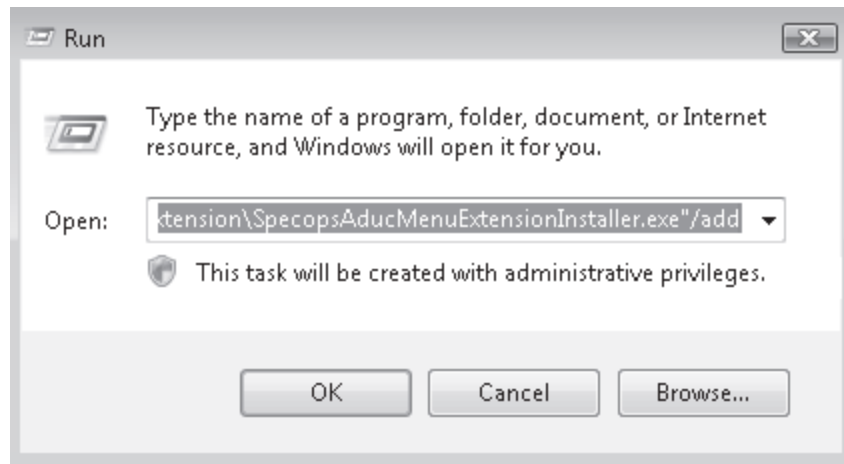 Run
Type the name of a program, folder, document, or Internet
resource, and Windows will open it for you.
Open: xtension\SpecopsAducMenuExtensionInstaller.exe"/add
This task will be created with administrative privileges.
OK Cancel Browse...